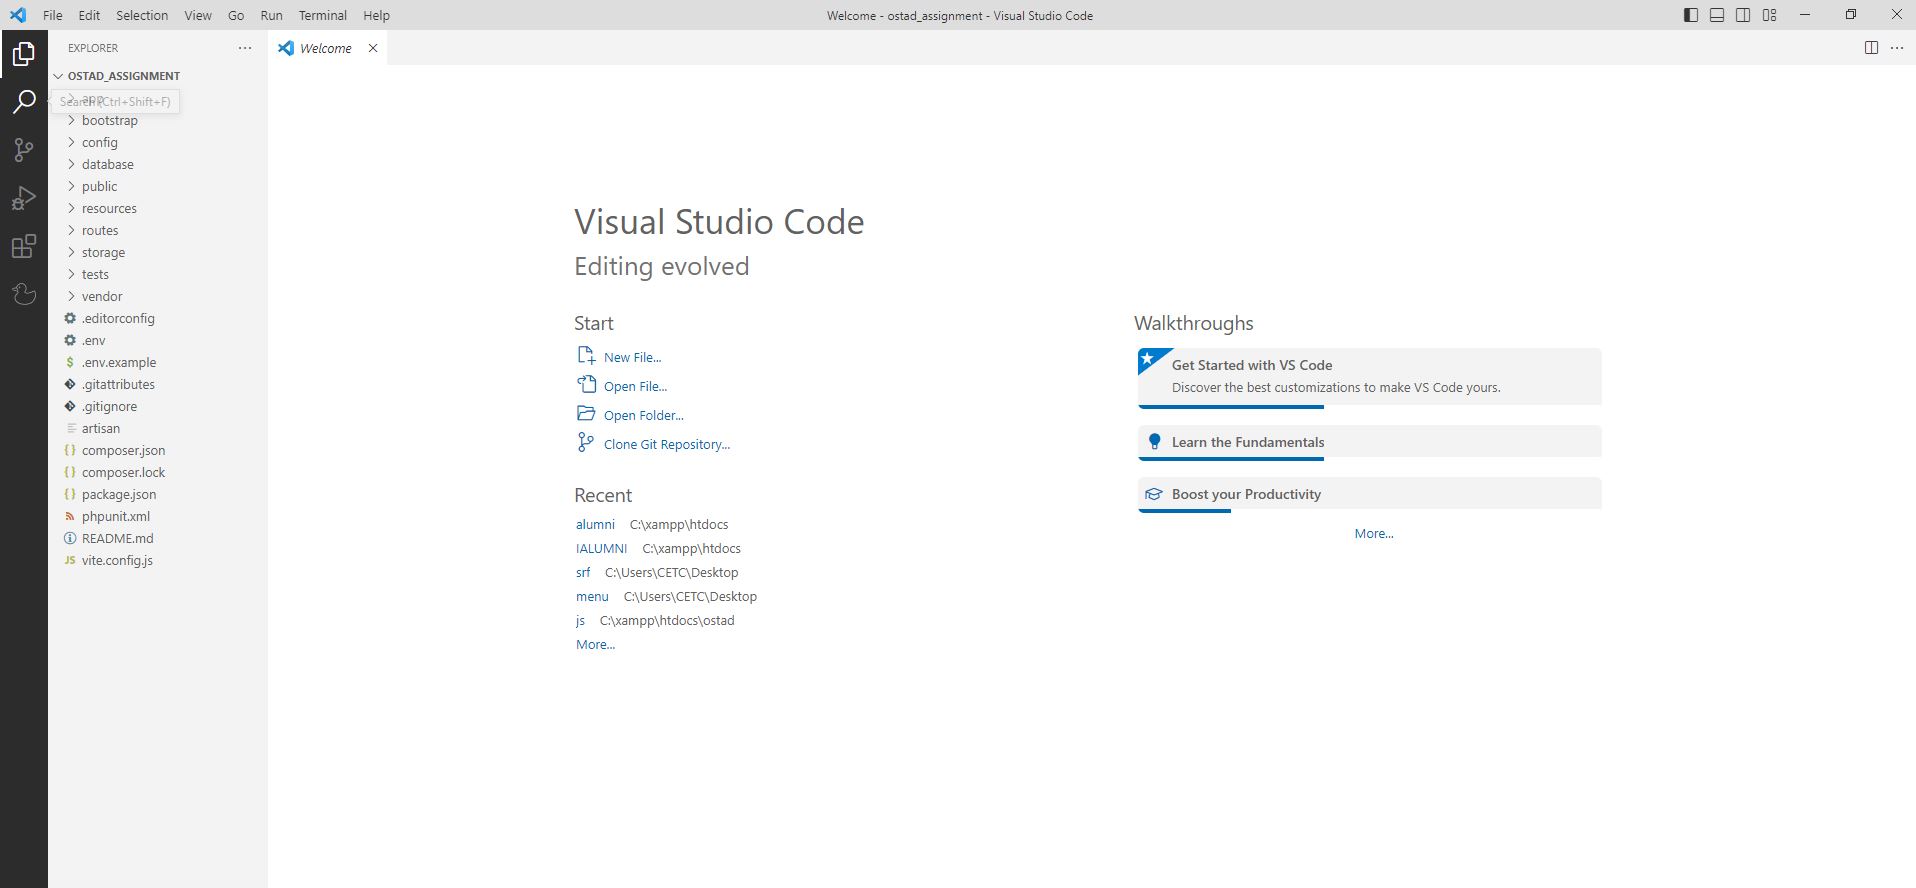 File Edit Selection View Go Run Terminal Help
Welcome - ostad_assignment - Visual Studio Code
EXPLORER
OSTAD_ASSIGNMENT
Search (Ctrl+Shift+F)
app
bootstrap
config
database
public
resources
routes
storage
tests
vendor
.editorconfig
.env
$ .env.example
.gitattributes
.gitignore
artisan
{} composer.json
{} composer.lock
{} package.json
phpunit.xml
README.md
JS vite.config.js
Welcome
Visual Studio Code
Editing evolved
Start
New File...
Open File...
Open Folder...
Clone Git Repository...
Recent
alumni C:\xampp\htdocs
IALUMNI C:\xampp\htdocs
srf C:\Users\CETC\Desktop
menu C:\Users\CETC\Desktop
js C:\xampp\htdocs\ostad
More...
Walkthroughs
Get Started with VS Code
Discover the best customizations to make VS Code yours.
Learn the Fundamentals
Boost your Productivity
More...